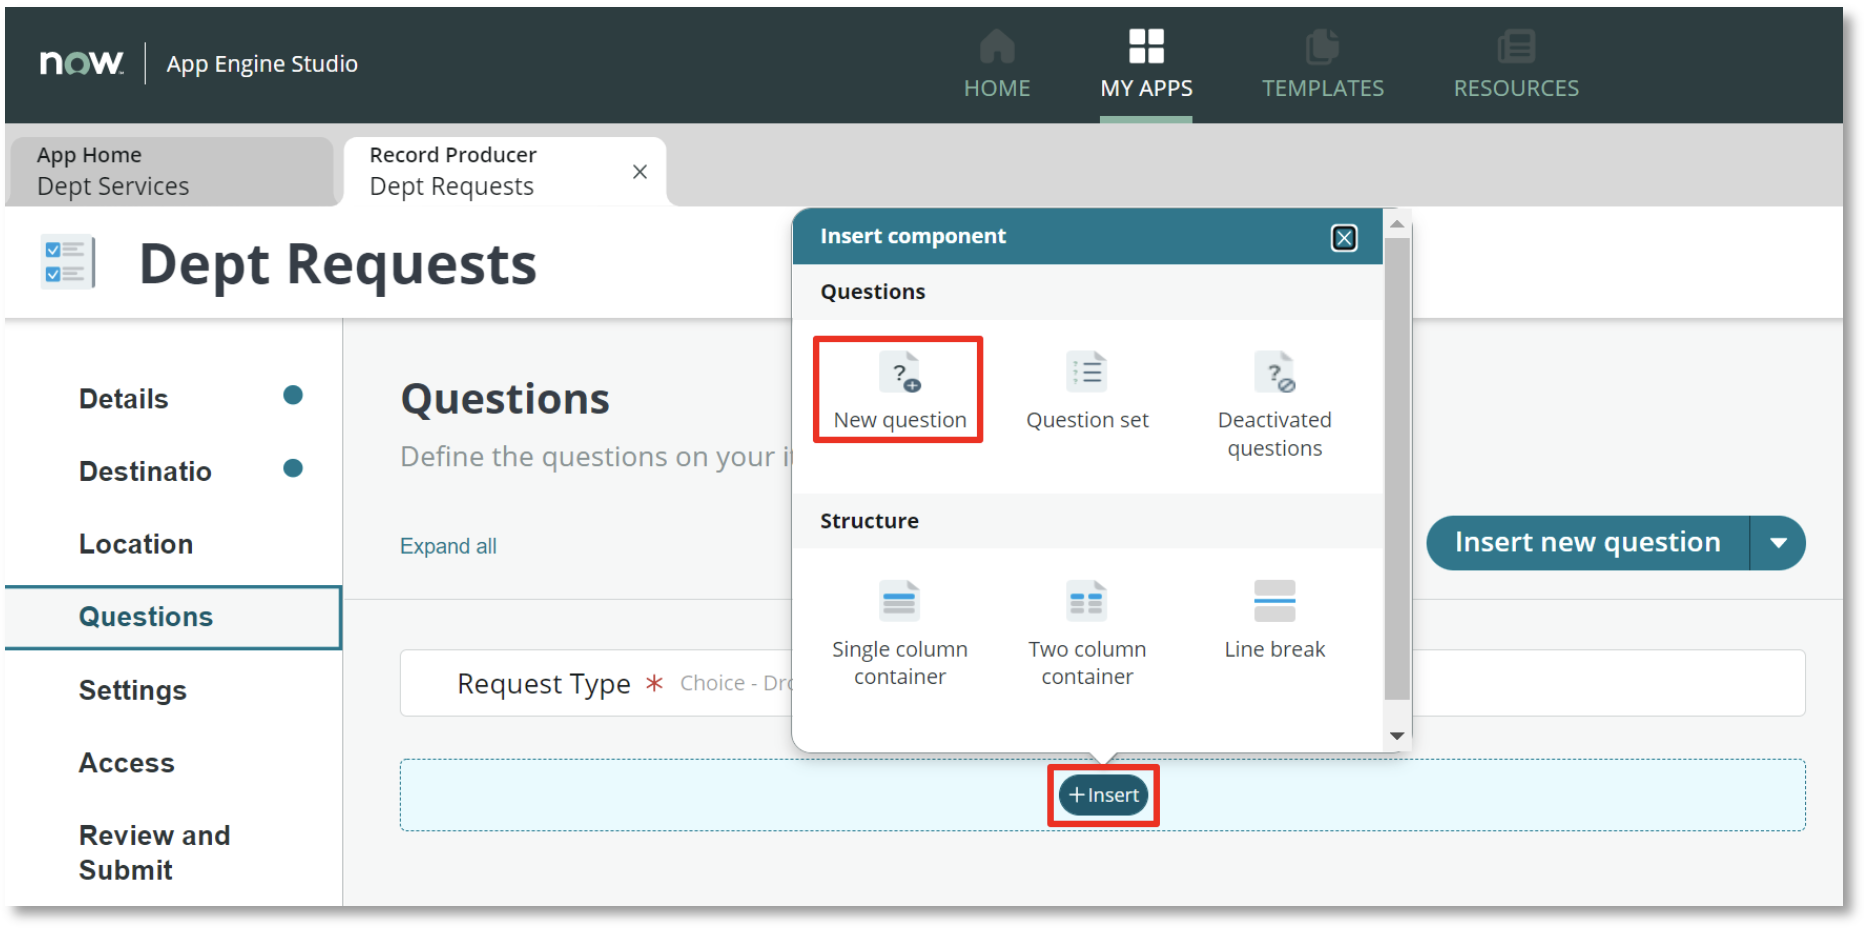 now
App Engine Studio
HOME
MY APPS
TEMPLATES
RESOURCES
App Home
Dept Services
Record Producer
Dept Requests
Dept Requests
Details
Destinatio
Location
Questions
Settings
Access
Review and
Submit
Questions
Define the questions on your i
Expand all
Insert new question
Request Type * Choice - Dro
Insert component
Questions
New question
Question set
Deactivated
questions
Structure
Single column
container
Two column
container
Line break
+Insert